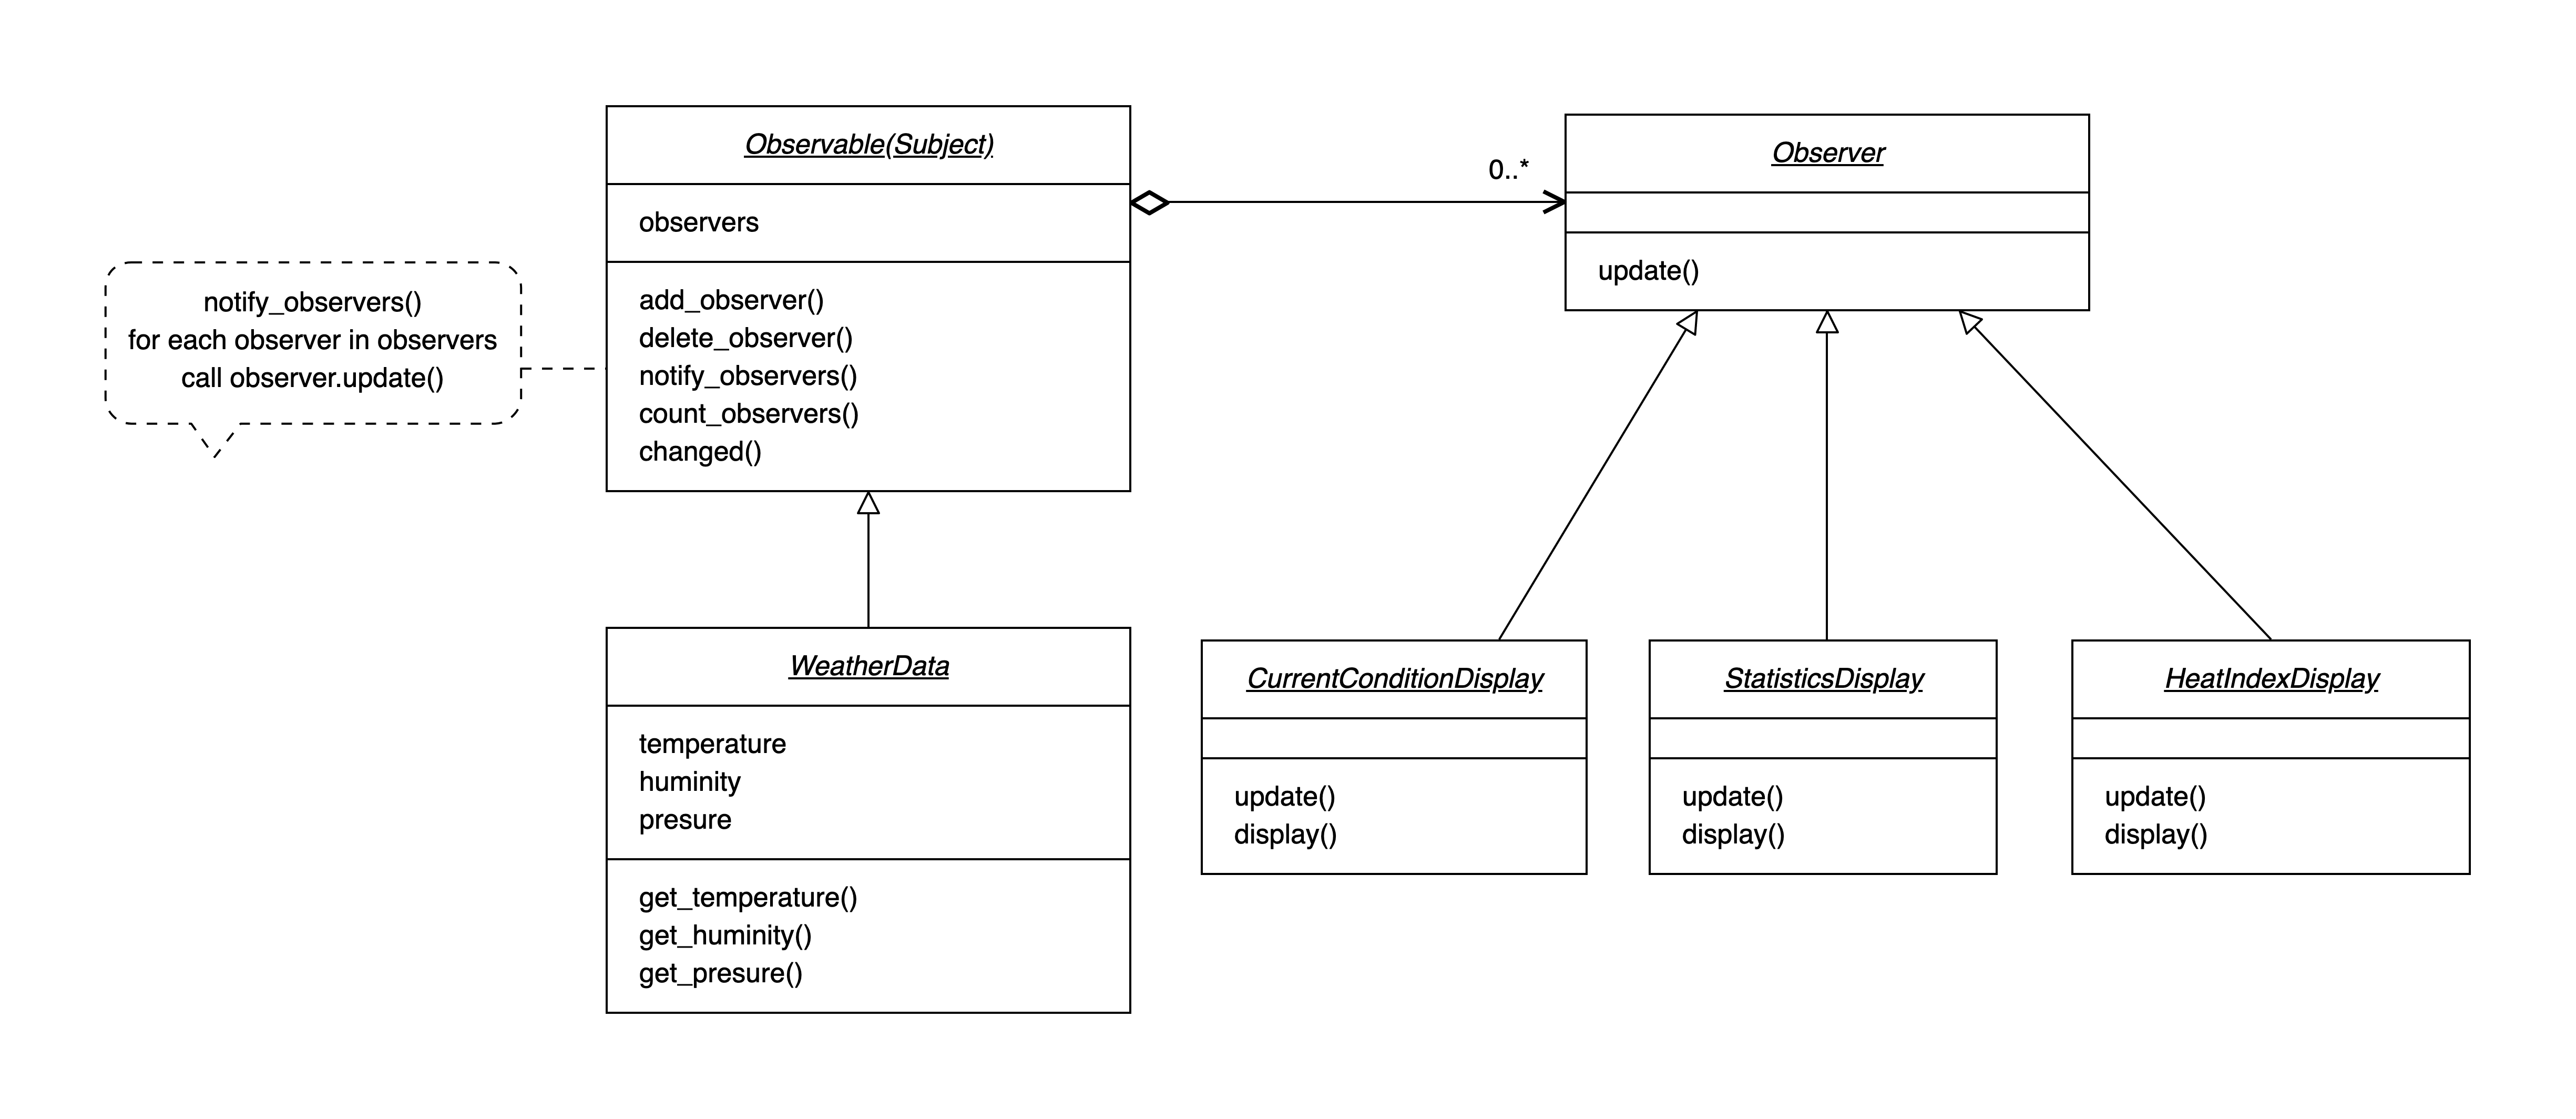 Observable(Subject)
observers
add_observer()
delete_observer()
notify_observers()
count_observers()
changed()
notify_observers()
for each observer in observers
call observer.update()
0..*
Observer
update()
WeatherData
temperature
huminity
presure
get_temperature()
get_huminity()
get_presure()
CurrentConditionDisplay
update()
display()
StatisticsDisplay
update()
display()
HeatIndexDisplay
update()
display()